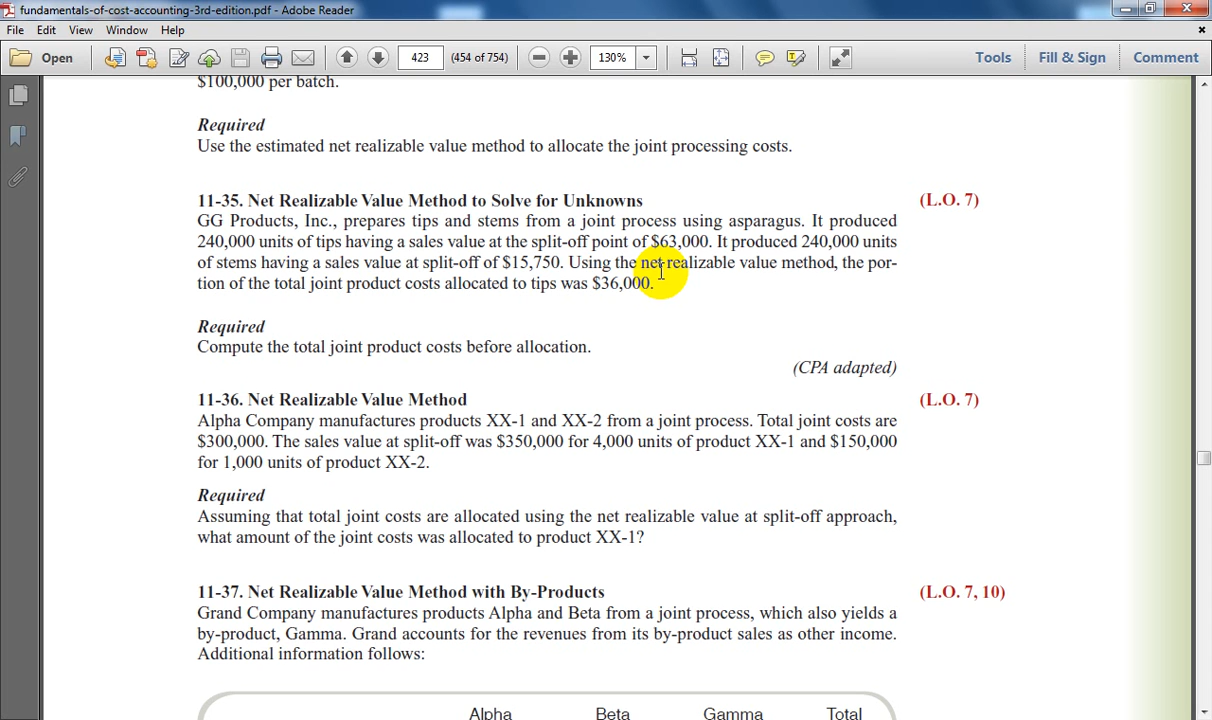 fundamentals-of-cost-accounting-3rd-edition.pdf - Adobe Reader
File Edit View Window Help
Open 423 (454 of 754) 130% Tools Fill & Sign Comment
$100,000 per batch.
Required
Use the estimated net realizable value method to allocate the joint processing costs.
11-35. Net Realizable Value Method to Solve for Unknowns (L.O. 7)
GG Products, Inc., prepares tips and stems from a joint process using asparagus. It produced
240,000 units of tips having a sales value at the split-off point of $63,000. It produced 240,000 units
of stems having a sales value at split-off of $15,750. Using the net realizable value method, the por-
tion of the total joint product costs allocated to tips was $36,000.
Required
Compute the total joint product costs before allocation.
(CPA adapted)
11-36. Net Realizable Value Method (L.O. 7)
Alpha Company manufactures products XX-1 and XX-2 from a joint process. Total joint costs are
$300,000. The sales value at split-off was $350,000 for 4,000 units of product XX-1 and $150,000
for 1,000 units of product XX-2.
Required
Assuming that total joint costs are allocated using the net realizable value at split-off approach,
what amount of the joint costs was allocated to product XX-1?
11-37. Net Realizable Value Method with By-Products (L.O. 7, 10)
Grand Company manufactures products Alpha and Beta from a joint process, which also yields a
by-product, Gamma. Grand accounts for the revenues from its by-product sales as other income.
Additional information follows:
Alpha Beta Gamma Total